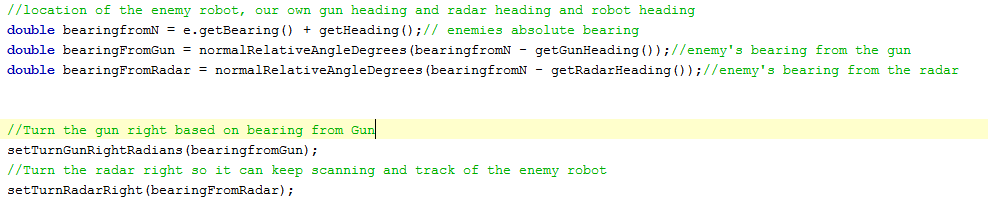 //location of the enemy robot, our own gun heading and radar heading and robot heading
double bearingfromN = e.getBearing() + getHeading();// enemies absolute bearing
double bearingFromGun = normalRelativeAngleDegrees(bearingfromN - getGunHeading());//enemy's bearing from the gun
double bearingFromRadar = normalRelativeAngleDegrees(bearingfromN - getRadarHeading());//enemy's bearing from the radar
//Turn the gun right based on bearing from Gun
setTurnGunRightRadians(bearingfromGun);
//Turn the radar right so it can keep scanning and track of the enemy robot
setTurnRadarRight(bearingFromRadar);